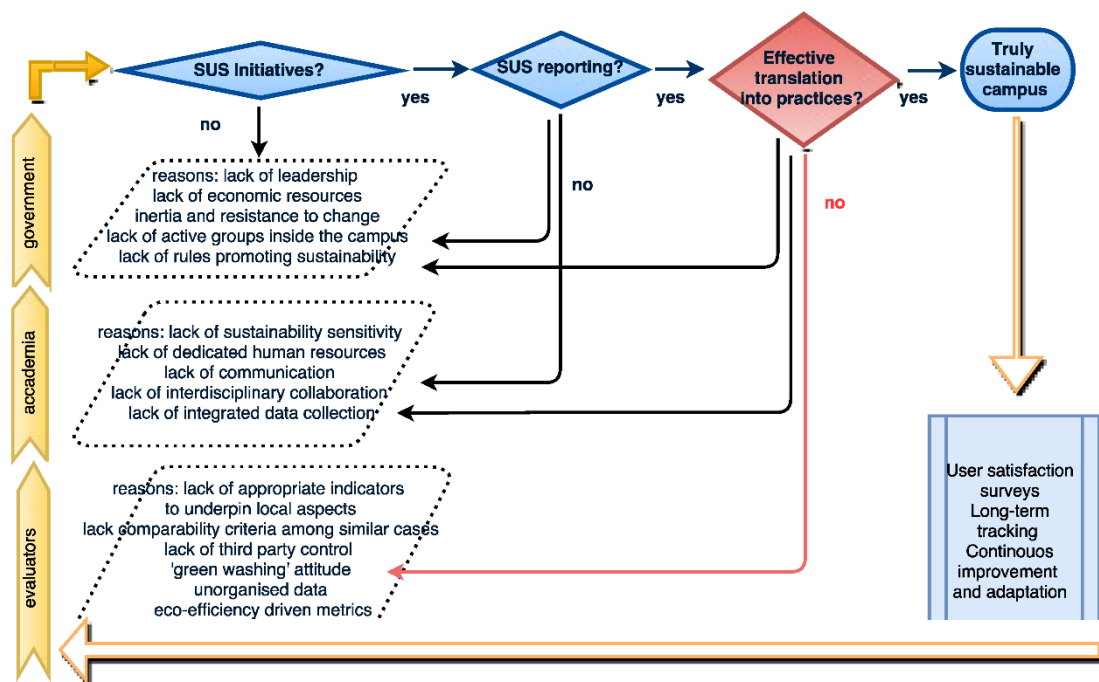 SUS Initiatives?
yes
SUS reporting?
yes
Effective
translation
into practices?
yes
Truly
sustainable
campus
no
no
no
government
reasons: lack of leadership
lack of economic resources
inertia and resistance to change
lack of active groups inside the campus
lack of rules promoting sustainability
accademia
reasons: lack of sustainability sensitivity
lack of dedicated human resources
lack of communication
lack of interdisciplinary collaboration
lack of integrated data collection
evaluators
reasons: lack of appropriate indicators
to underpin local aspects
lack comparability criteria among similar cases
lack of third party control
'green washing' attitude
unorganised data
eco-efficiency driven metrics
User satisfaction
surveys
Long-term
tracking
Continouos
improvement
and adaptation